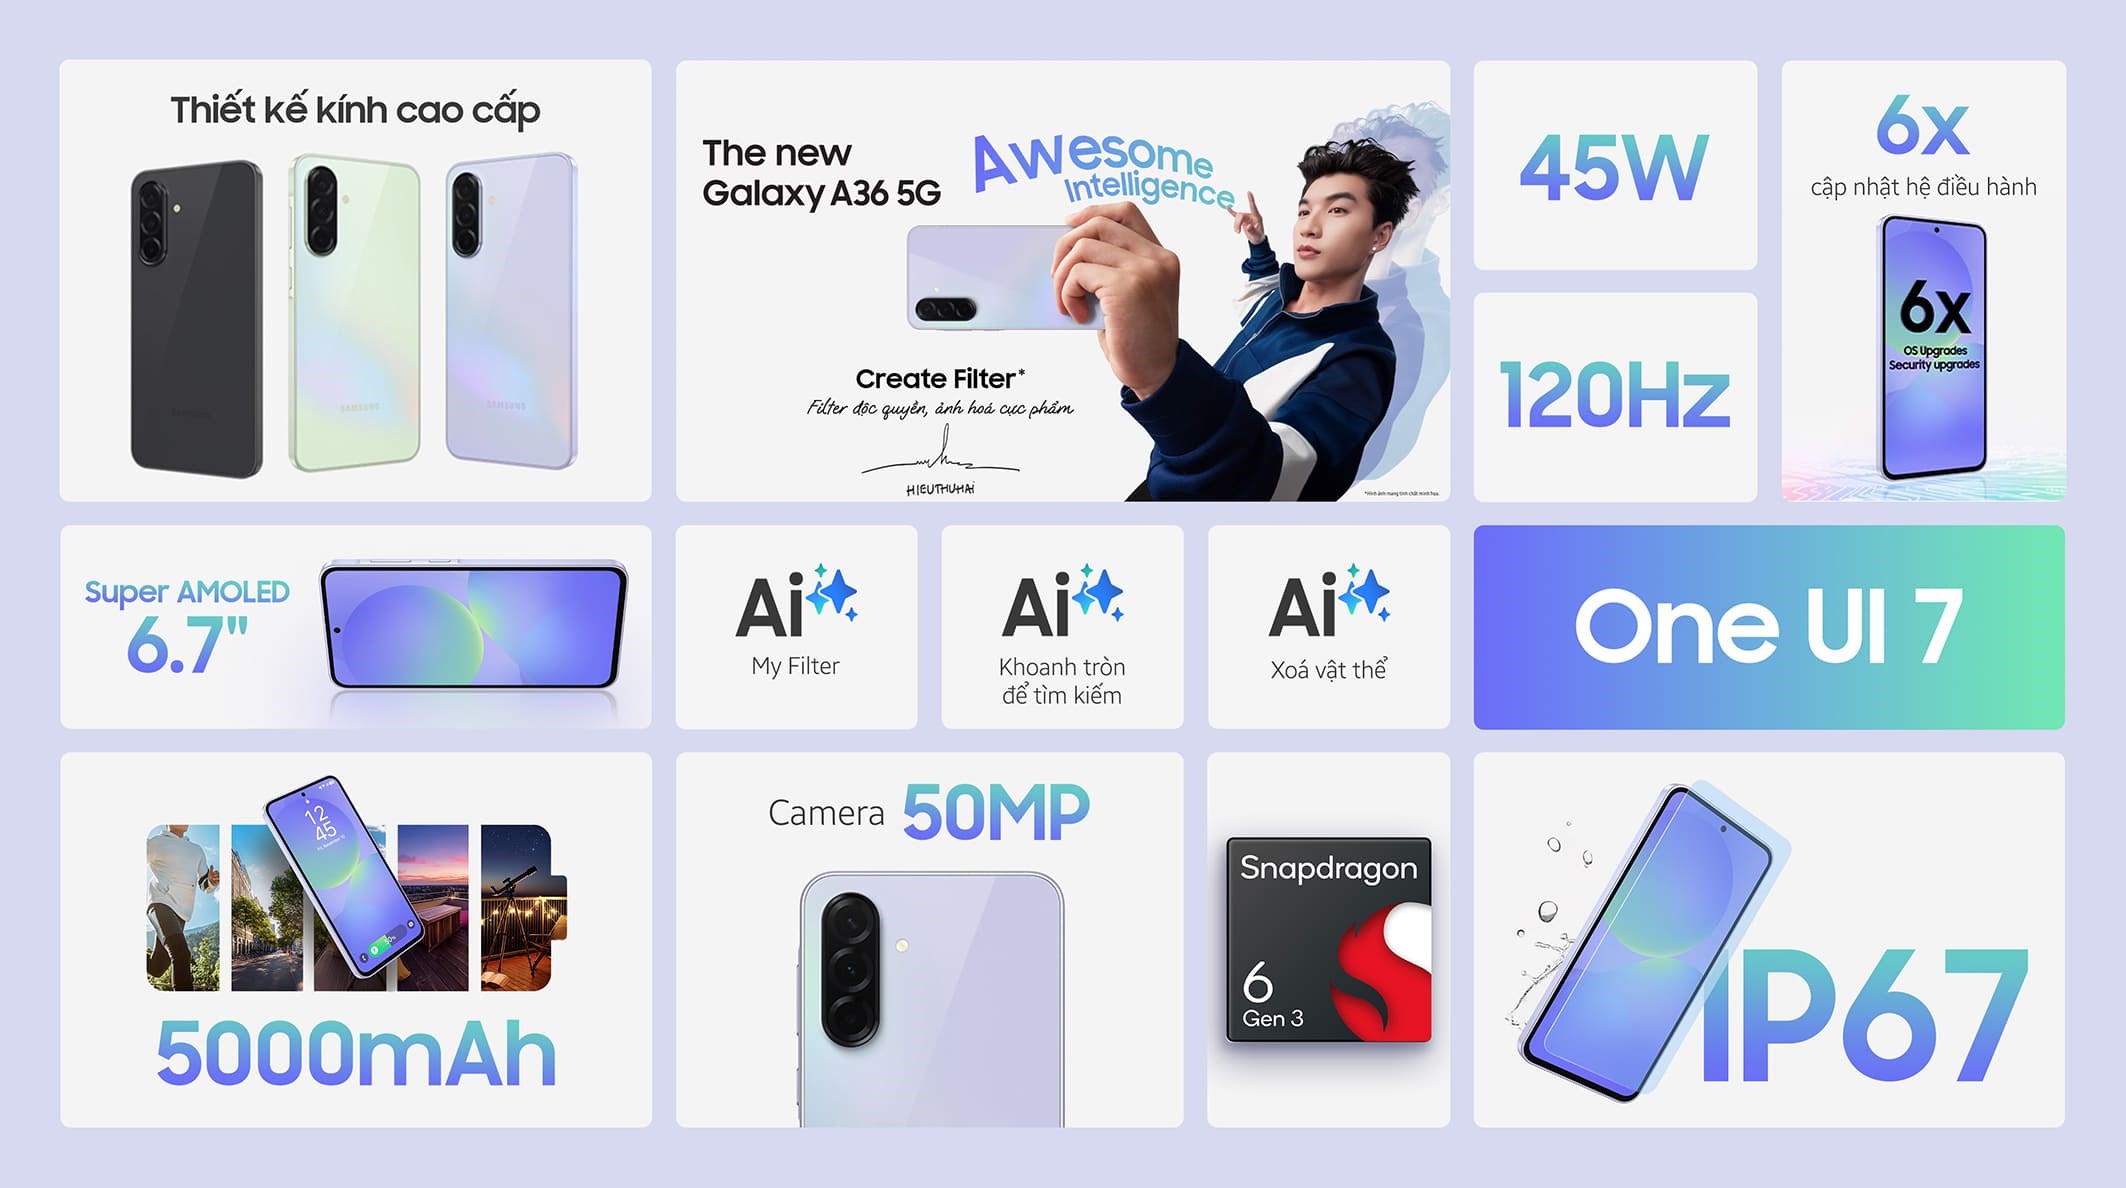 Thiết kế kính cao cấp
SAMSUNG
SAMSUNG
SAMSUNG
The new
Galaxy A36 5G
Awesome
Intelligence
Create Filter*
Filter độc quyền, ảnh hoá cực phẩm
HIEUTHUHAI
*Hình ảnh mang tính chất minh họa.
45W
120Hz
6x
cập nhật hệ điều hành
6x
OS Upgrades
Security upgrades
Super AMOLED
6.7"
Ai
My Filter
Ai
Khoanh tròn
để tìm kiếm
Ai
Xoá vật thể
One UI 7
12
45
5000mAh
Camera 50MP
Snapdragon
6
Gen 3
IP67